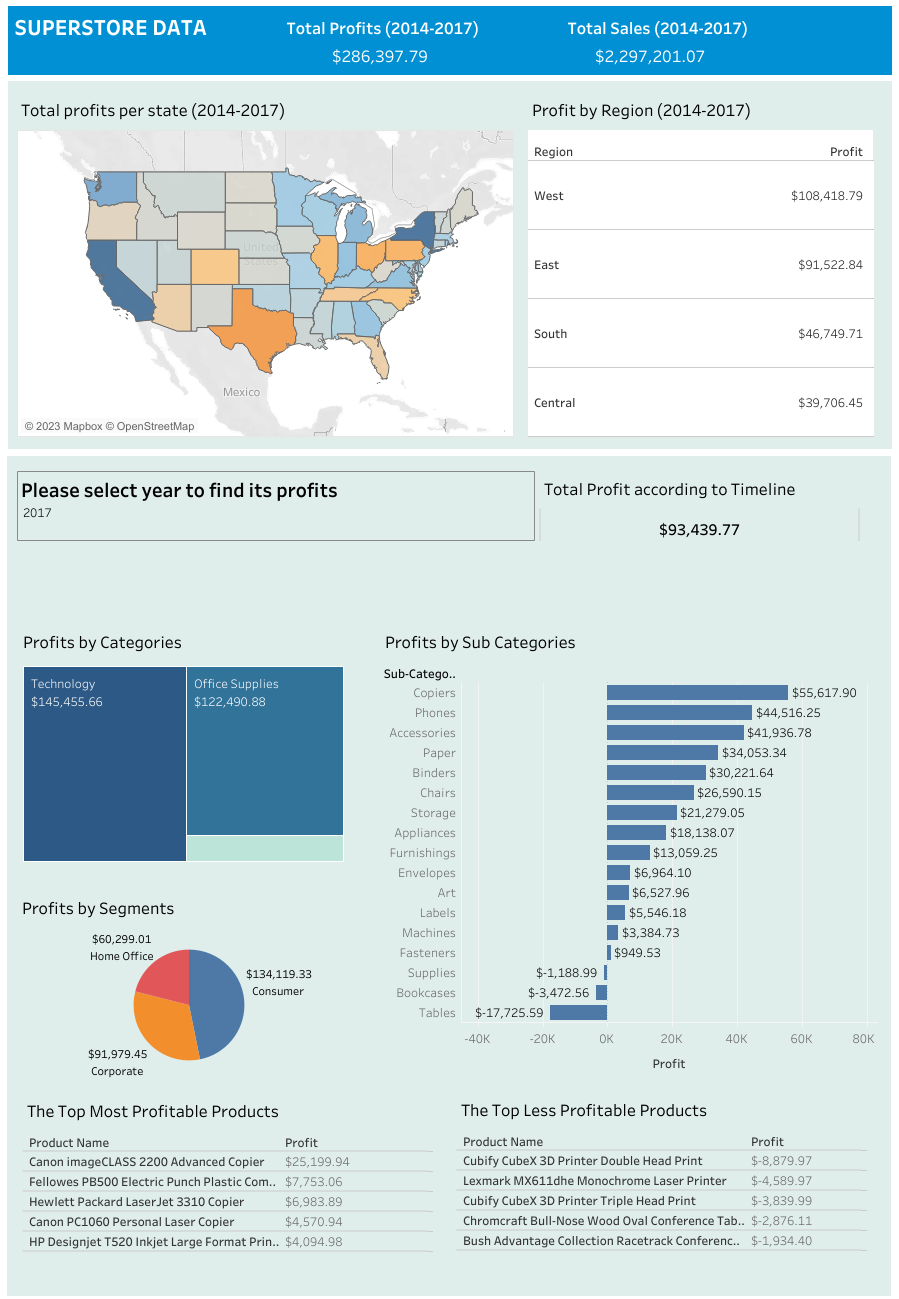 SUPERSTORE DATA
Total Profits (2014-2017)
$286,397.79
Total Sales (2014-2017)
$2,297,201.07
Total profits per state (2014-2017)
United
States
Mexico
© 2023 Mapbox © OpenStreetMap
Profit by Region (2014-2017)
Region Profit
West $108,418.79
East $91,522.84
South $46,749.71
Central $39,706.45
Please select year to find its profits
2017
Total Profit according to Timeline
$93,439.77
Profits by Categories
Technology
$145,455.66
Office Supplies
$122,490.88
Profits by Sub Categories
Sub-Catego..
Copiers $55,617.90
Phones $44,516.25
Accessories $41,936.78
Paper $34,053.34
Binders $30,221.64
Chairs $26,590.15
Storage $21,279.05
Appliances $18,138.07
Furnishings $13,059.25
Envelopes $6,964.10
Art $6,527.96
Labels $5,546.18
Machines $3,384.73
Fasteners $949.53
Supplies $-1,188.99
Bookcases $-3,472.56
Tables $-17,725.59
-40K -20K 0K 20K 40K 60K 80K
Profit
Profits by Segments
$60,299.01
Home Office
$134,119.33
Consumer
$91,979.45
Corporate
The Top Most Profitable Products
Product Name Profit
Canon imageCLASS 2200 Advanced Copier $25,199.94
Fellowes PB500 Electric Punch Plastic Com.. $7,753.06
Hewlett Packard LaserJet 3310 Copier $6,983.89
Canon PC1060 Personal Laser Copier $4,570.94
HP Designjet T520 Inkjet Large Format Prin.. $4,094.98
The Top Less Profitable Products
Product Name Profit
Cubify CubeX 3D Printer Double Head Print $-8,879.97
Lexmark MX611dhe Monochrome Laser Printer $-4,589.97
Cubify CubeX 3D Printer Triple Head Print $-3,839.99
Chromcraft Bull-Nose Wood Oval Conference Tab.. $-2,876.11
Bush Advantage Collection Racetrack Conferenc.. $-1,934.40